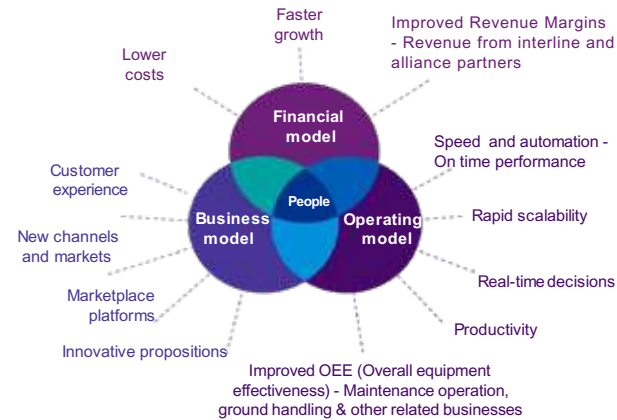 Faster
growth
Improved Revenue Margins
- Revenue from interline and
alliance partners
Lower
costs
Financial
model
Speed and automation -
On time performance
Customer
experience
People
Business
model
Operating
model
Rapid scalability
New channels
and markets
Real-time decisions
Marketplace
platforms
Productivity
Innovative propositions
Improved OEE (Overall equipment
effectiveness) - Maintenance operation,
ground handling & other related businesses